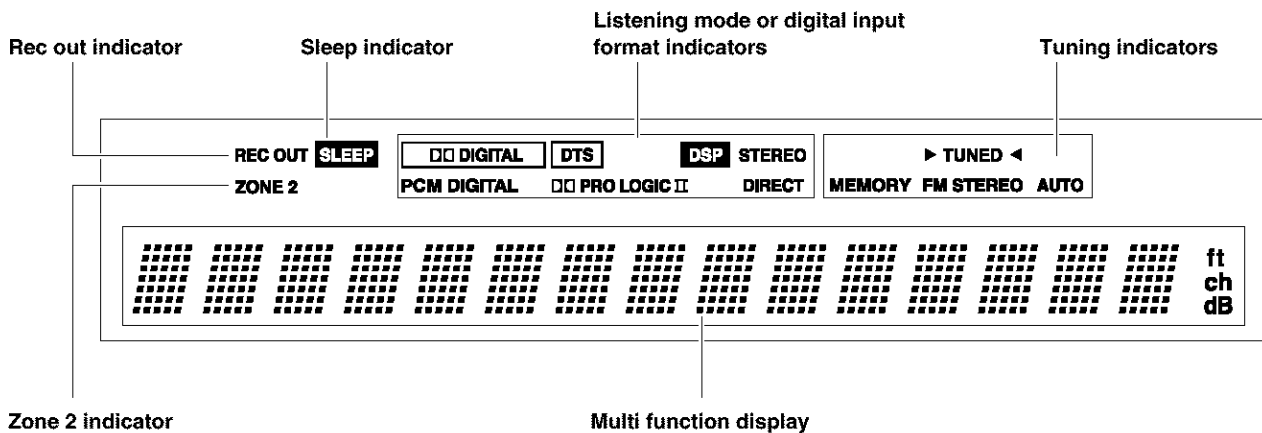 Listening mode or digital input
Rec out indicator Sleep indicator format indicators Tuning indicators
REC OUT SLEEP DIGITAL DTS DSP STEREO ► TUNED ◄
ZONE 2 PCM DIGITAL PRO LOGIC II DIRECT MEMORY FM STEREO AUTO
ft
ch
dB
Zone 2 indicator Multi function display